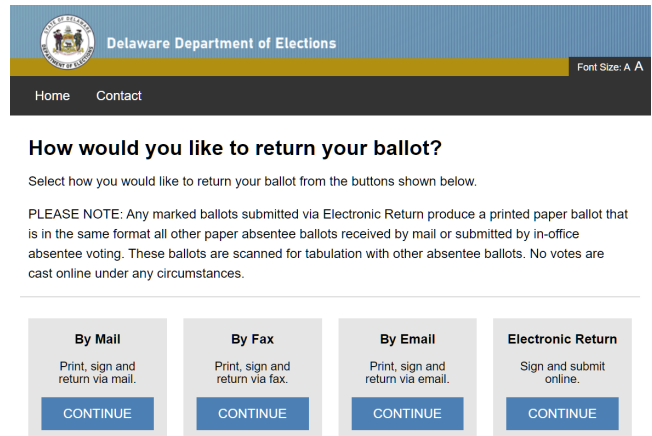 STATE OF DELAWARE
DEPARTMENT OF ELECTIONS
Delaware Department of Elections
Font Size: A A
Home Contact
How would you like to return your ballot?
Select how you would like to return your ballot from the buttons shown below.
PLEASE NOTE: Any marked ballots submitted via Electronic Return produce a printed paper ballot that
is in the same format all other paper absentee ballots received by mail or submitted by in-office
absentee voting. These ballots are scanned for tabulation with other absentee ballots. No votes are
cast online under any circumstances.
By Mail By Fax By Email Electronic Return
Print, sign and Print, sign and Print, sign and Sign and submit
return via mail. return via fax. return via email. online.
CONTINUE CONTINUE CONTINUE CONTINUE